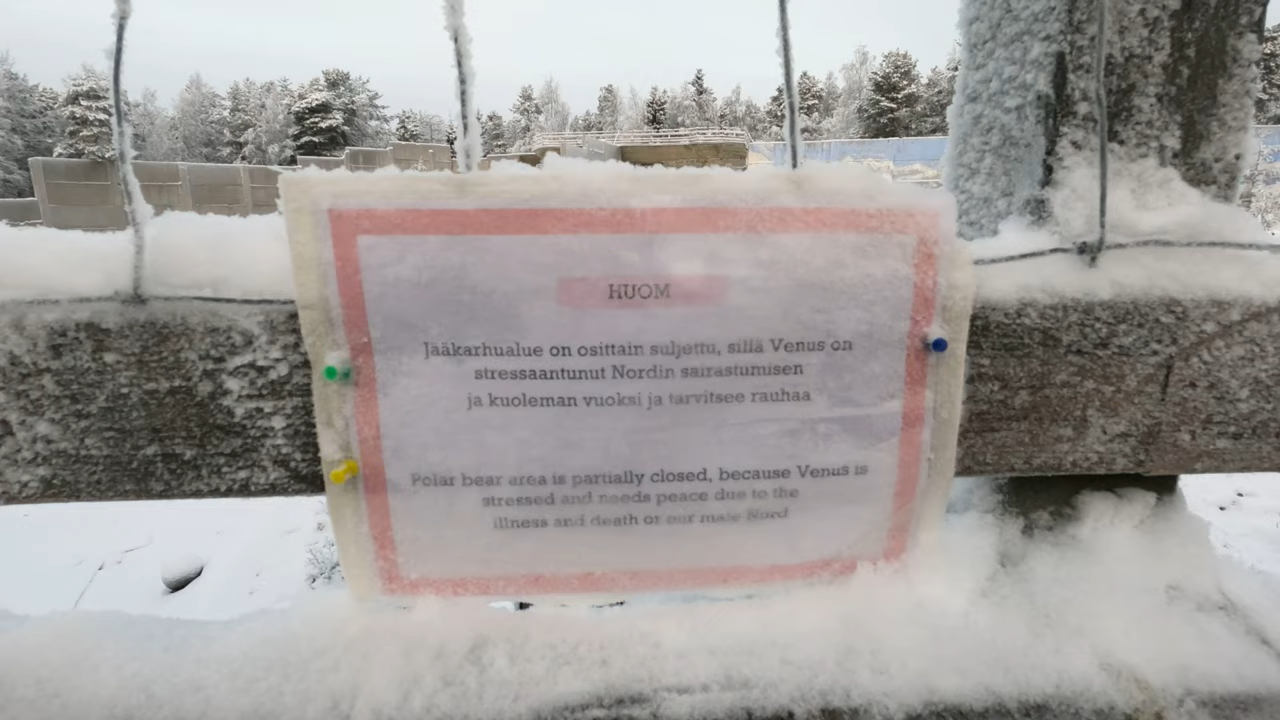 HUOM
Jääkarhualue on osittain suljettu, sillä Venus on
stressaantunut Nordin sairastumisen
ja kuoleman vuoksi ja tarvitsee rauhaa
Polar bear area is partially closed, because Venus is
stressed and needs peace due to the
illness and death of our male Nord